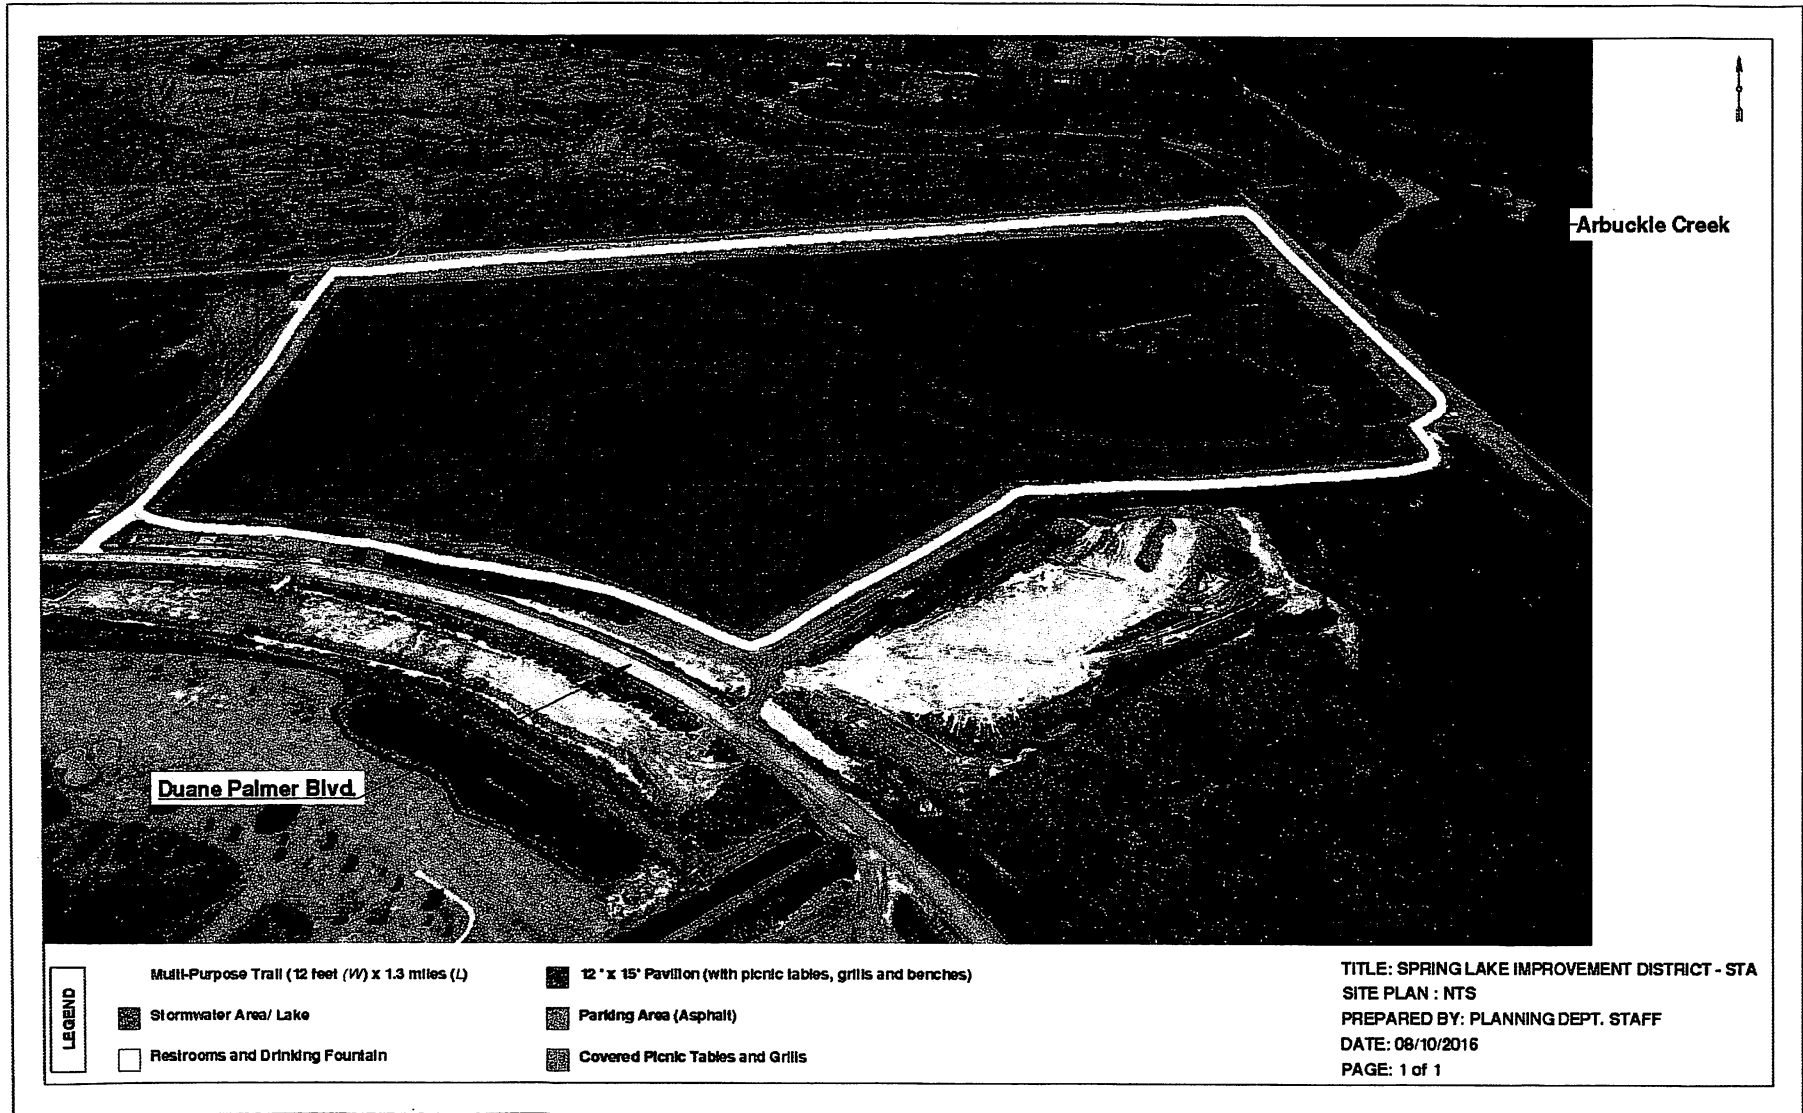 Arbuckle Creek
Duane Palmer Blvd.
LEGEND
Multi-Purpose Trail (12 feet (W) x 1.3 miles (L)
Stormwater Area/ Lake
Restrooms and Drinking Fountain
12 ' x 15' Pavilion (with picnic tables, grills and benches)
Parking Area (Asphalt)
Covered Picnic Tables and Grills
TITLE: SPRING LAKE IMPROVEMENT DISTRICT - STA
SITE PLAN : NTS
PREPARED BY: PLANNING DEPT. STAFF
DATE: 08/10/2016
PAGE: 1 of 1